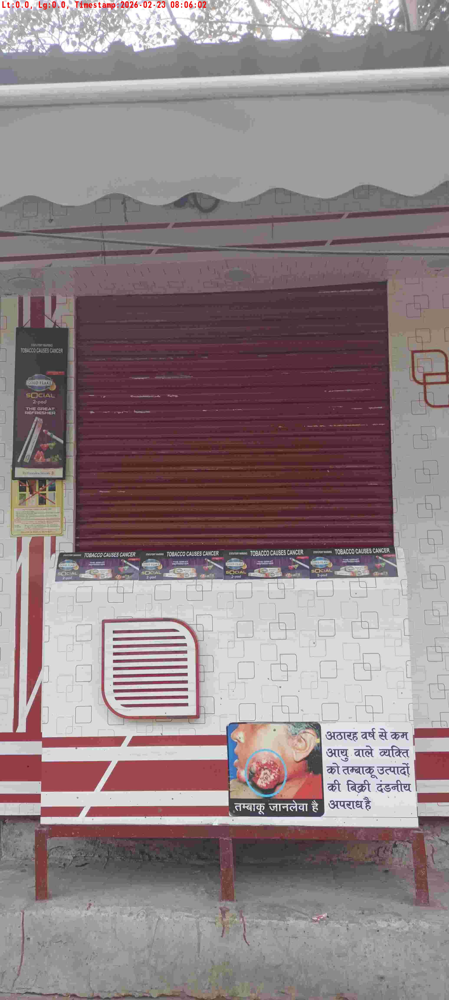 Lt:0.0, Lg:0.0, Timestamp:2026-02-23 08:06:02
STATUTORY WARNING
TOBACCO CAUSES CANCER
GOLD FLAKE
SOCIAL
2-pod
THE GREAT
REFRESHER
STATUTORY WARNING TOBACCO CAUSES CANCER
GOLD FLAKE
THE GREAT
REFRESHER
SOCIAL
2-pod
STATUTORY WARNING TOBACCO CAUSES CANCER
GOLD FLAKE
THE GREAT
REFRESHER
SOCIAL
2-pod
STATUTORY WARNING TOBACCO CAUSES CANCER
GOLD FLAKE
THE GREAT
REFRESHER
SOCIAL
2-pod
STATUTORY WARNING TOBACCO CAUSES CANCER
GOLD FLAKE
THE GREAT
REFRESHER
SOCIAL
2-pod
तम्बाकू जानलेवा है
अठारह वर्ष से कम
आयु वाले व्यक्ति
को तम्बाकू उत्पादों
की बिक्री दंडनीय
अपराध है